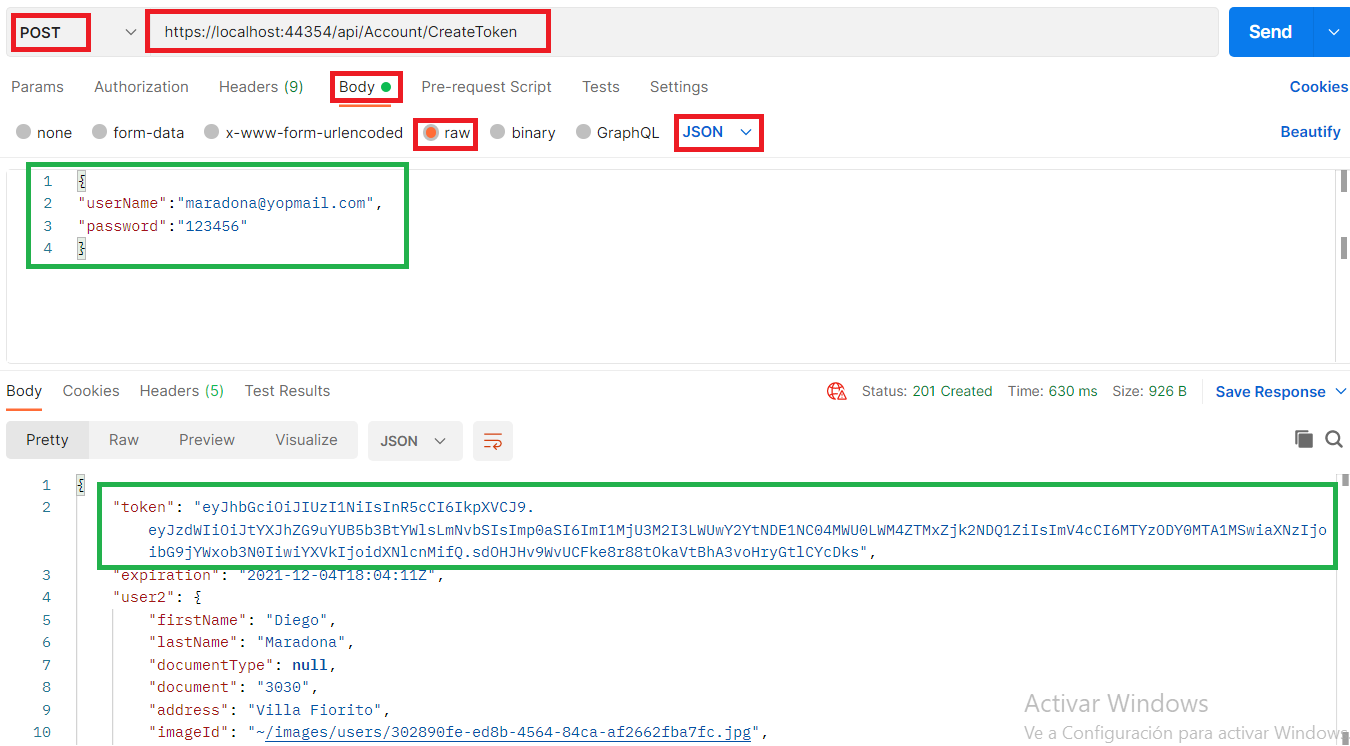 POST https://localhost:44354/api/Account/CreateToken Send
Params Authorization Headers (9) Body Pre-request Script Tests Settings Cookies
none form-data x-www-form-urlencoded raw binary GraphQL JSON Beautify
1 {
2 "userName":"maradona@yopmail.com",
3 "password":"123456"
4 }
Body Cookies Headers (5) Test Results Status: 201 Created Time: 630 ms Size: 926 B Save Response
Pretty Raw Preview Visualize JSON
1 {
2 "token": "eyJhbGciOiJIUzI1NiIsInR5cCI6IkpXVCJ9.
eyJzdWIiOiJtYXJhZG9uYUB5b3BtYWlsLmNvbSIsImp0aSI6ImI1MjU3M2I3LWUwY2YtNDE1NC04MWU0LWM4ZTMxZjk2NDQ1ZiIsImV4cCI6MTYzODY0MTA1MSwiaXNzIjo
ibG9jYWxob3N0IiwiYXVkIjoidXNlcnMifQ.sdOHJHv9WvUCFke8r88tOkaVtBhA3voHryGtlCYcDks",
3 "expiration": "2021-12-04T18:04:11Z",
4 "user2": {
5 "firstName": "Diego",
6 "lastName": "Maradona",
7 "documentType": null,
8 "document": "3030",
9 "address": "Villa Fiorito",
10 "imageId": "~/images/users/302890fe-ed8b-4564-84ca-af2662fba7fc.jpg",
Activar Windows
Ve a Configuración para activar Windows